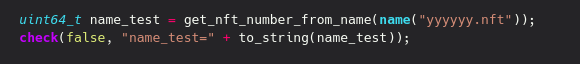 uint64_t name_test = get_nft_number_from_name(name("yyyyyy.nft"));
check(false, "name_test=" + to_string(name_test));